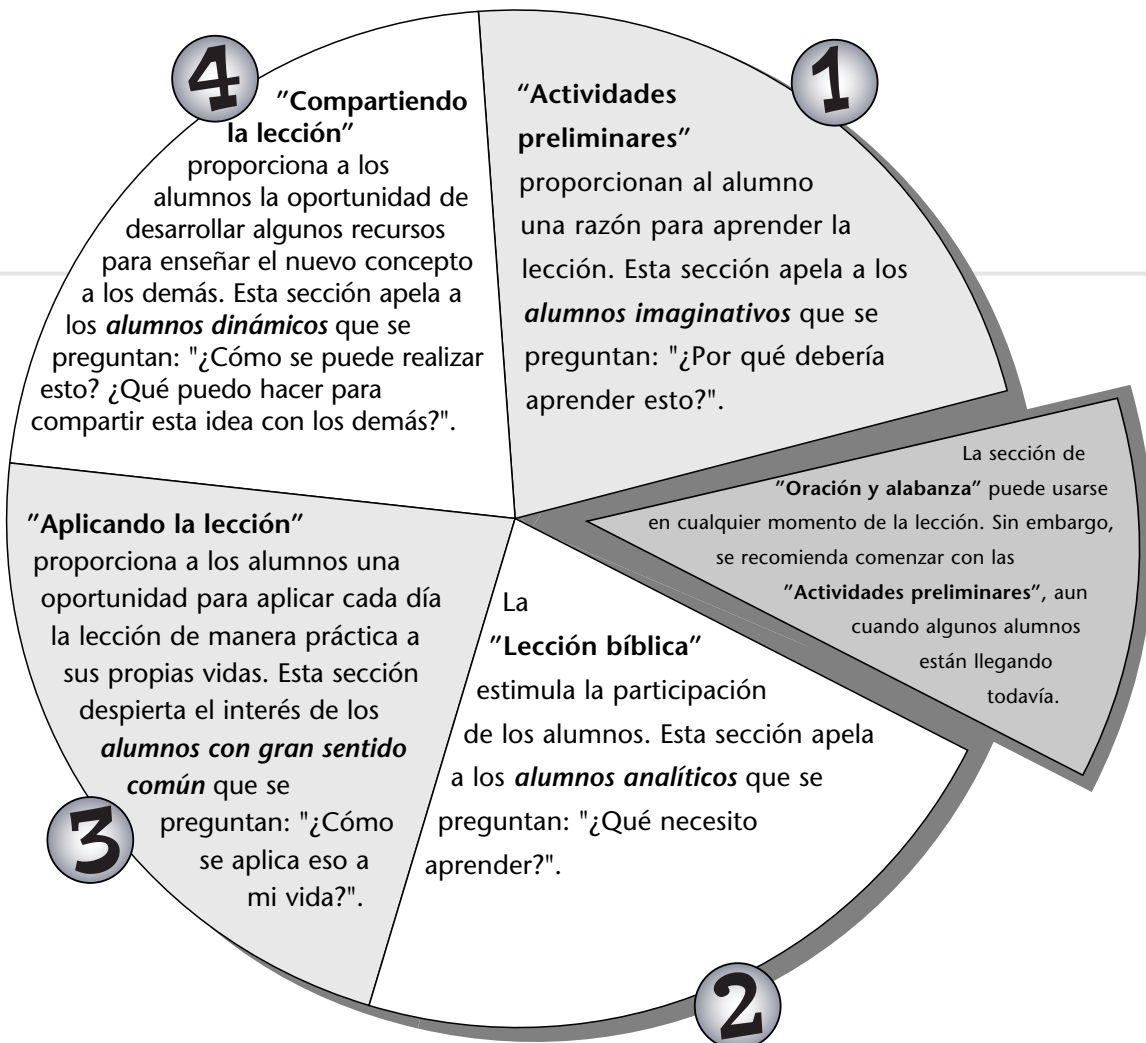 1
"Actividades
preliminares"
proporcionan al alumno
una razón para aprender la
lección. Esta sección apela a los
alumnos imaginativos que se
preguntan: "¿Por qué debería
aprender esto?".
La sección de
"Oración y alabanza" puede usarse
en cualquier momento de la lección. Sin embargo,
se recomienda comenzar con las
"Actividades preliminares", aun
cuando algunos alumnos
están llegando
todavía.
2
La
"Lección bíblica"
estimula la participación
de los alumnos. Esta sección apela
a los alumnos analíticos que se
preguntan: "¿Qué necesito
aprender?".
3
"Aplicando la lección"
proporciona a los alumnos una
oportunidad para aplicar cada día
la lección de manera práctica a
sus propias vidas. Esta sección
despierta el interés de los
alumnos con gran sentido
común que se
preguntan: "¿Cómo
se aplica eso a
mi vida?".
4
"Compartiendo
la lección"
proporciona a los
alumnos la oportunidad de
desarrollar algunos recursos
para enseñar el nuevo concepto
a los demás. Esta sección apela a
los alumnos dinámicos que se
preguntan: "¿Cómo se puede realizar
esto? ¿Qué puedo hacer para
compartir esta idea con los demás?".